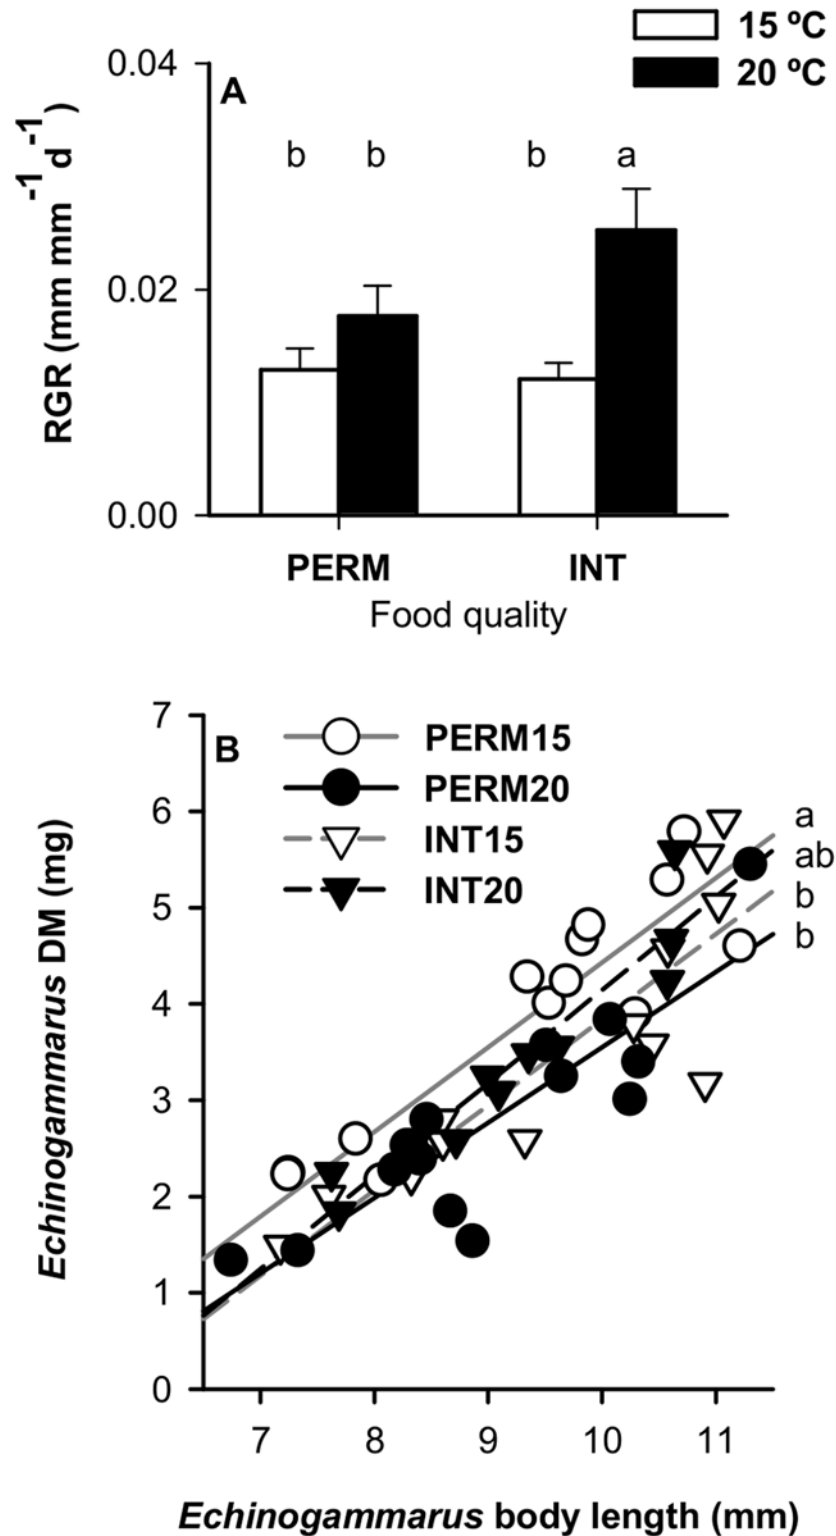 15 ºC
20 ºC
A
0.04
0.02
0.00
RGR (mm mm-1 d-1)
b b b a
PERM INT
Food quality
B
7
6
5
4
3
2
1
0
Echinogammarus DM (mg)
PERM15
PERM20
INT15
INT20
a
ab
b
b
7 8 9 10 11
Echinogammarus body length (mm)